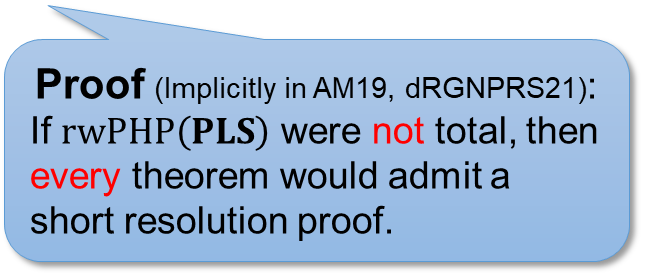 Proof (Implicitly in AM19, dRGNPRS21):
If rwPHP(PLS) were not total, then
every theorem would admit a
short resolution proof.